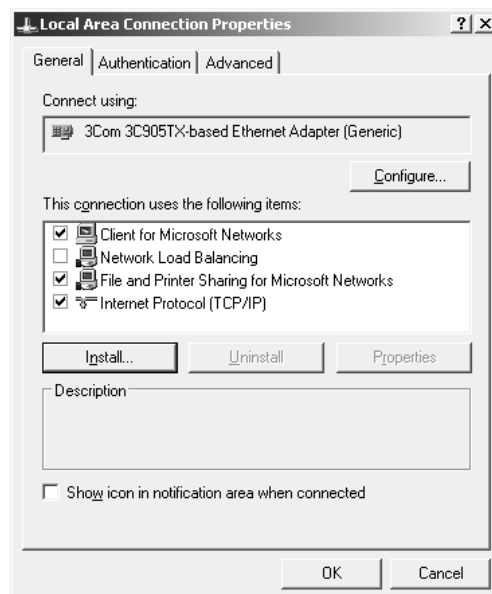 Local Area Connection Properties ? ×
General Authentication Advanced
Connect using:
3Com 3C905TX-based Ethernet Adapter (Generic)
Configure...
This connection uses the following items:
Client for Microsoft Networks
Network Load Balancing
File and Printer Sharing for Microsoft Networks
Internet Protocol (TCP/IP)
Install... Uninstall Properties
Description
Show icon in notification area when connected
OK Cancel